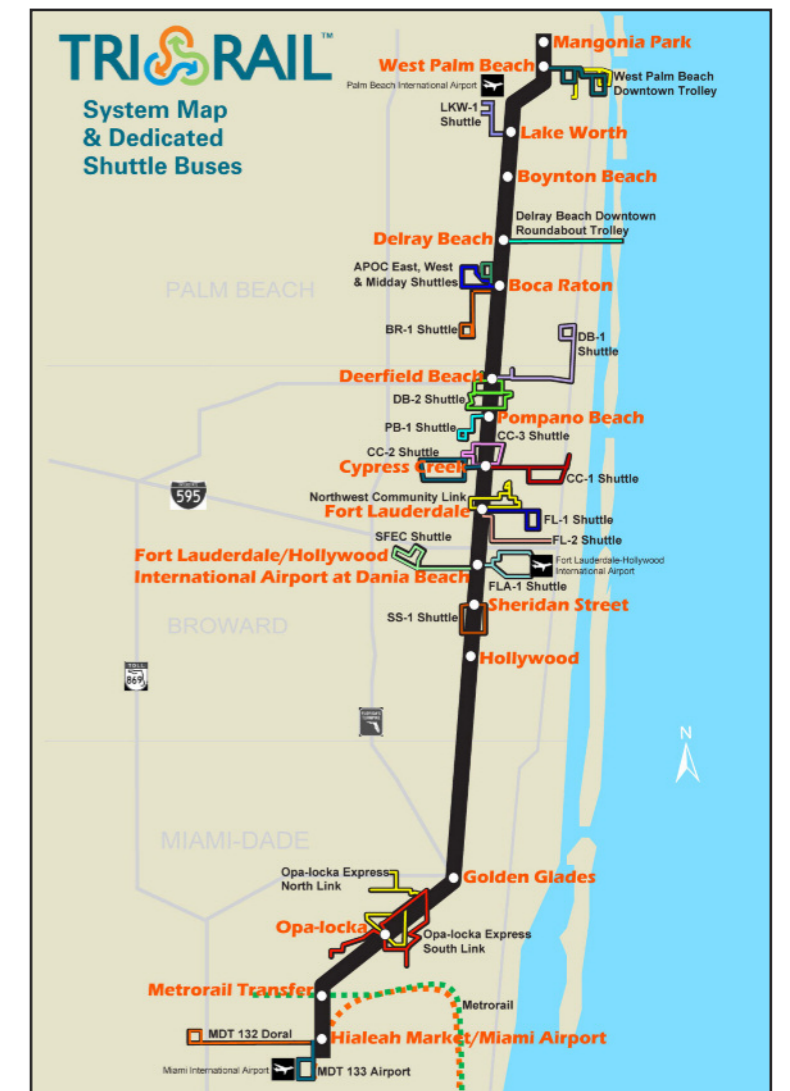 TRI RAIL™
System Map
& Dedicated
Shuttle Buses
Mangonia Park
West Palm Beach
Palm Beach International Airport
West Palm Beach
Downtown Trolley
LKW-1
Shuttle
Lake Worth
Boynton Beach
Delray Beach Downtown
Roundabout Trolley
Delray Beach
APOC East, West
& Midday Shuttles
Boca Raton
PALM BEACH
BR-1 Shuttle
DB-1
Shuttle
Deerfield Beach
DB-2 Shuttle
Pompano Beach
PB-1 Shuttle
CC-3 Shuttle
CC-2 Shuttle
Cypress Creek
CC-1 Shuttle
595
Northwest Community Link
Fort Lauderdale
FL-1 Shuttle
SFEC Shuttle
FL-2 Shuttle
Fort Lauderdale/Hollywood
International Airport at Dania Beach
Fort Lauderdale-Hollywood
International Airport
FLA-1 Shuttle
Sheridan Street
SS-1 Shuttle
BROWARD
Hollywood
TOLL
869
N
MIAMI-DADE
Opa-locka Express
North Link
Golden Glades
Opa-locka
Opa-locka Express
South Link
Metrorail Transfer
Metrorail
MDT 132 Doral
Hialeah Market/Miami Airport
Miami International Airport
MDT 133 Airport